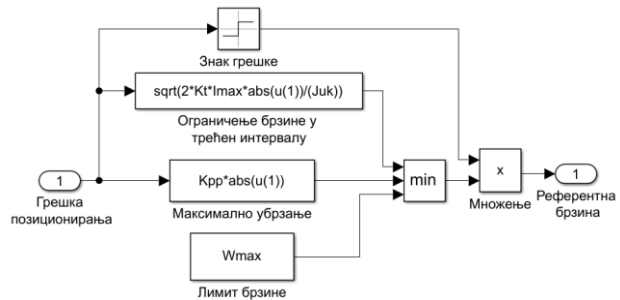 Знак грешке
sqrt(2*Kt*Imax*abs(u(1))/(Juk))
Ограничење брзине у
трећен интервалу
1
Грешка
позиционирања
Kpp*abs(u(1))
Максимално убрзање
min
x
Множење
1
Референтна
брзина
Wmax
Лимит брзине